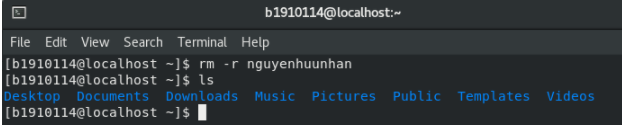 b1910114@localhost:~
File Edit View Search Terminal Help
[b1910114@localhost ~]$ rm -r nguyenhuunhan
[b1910114@localhost ~]$ ls
Desktop Documents Downloads Music Pictures Public Templates Videos
[b1910114@localhost ~]$